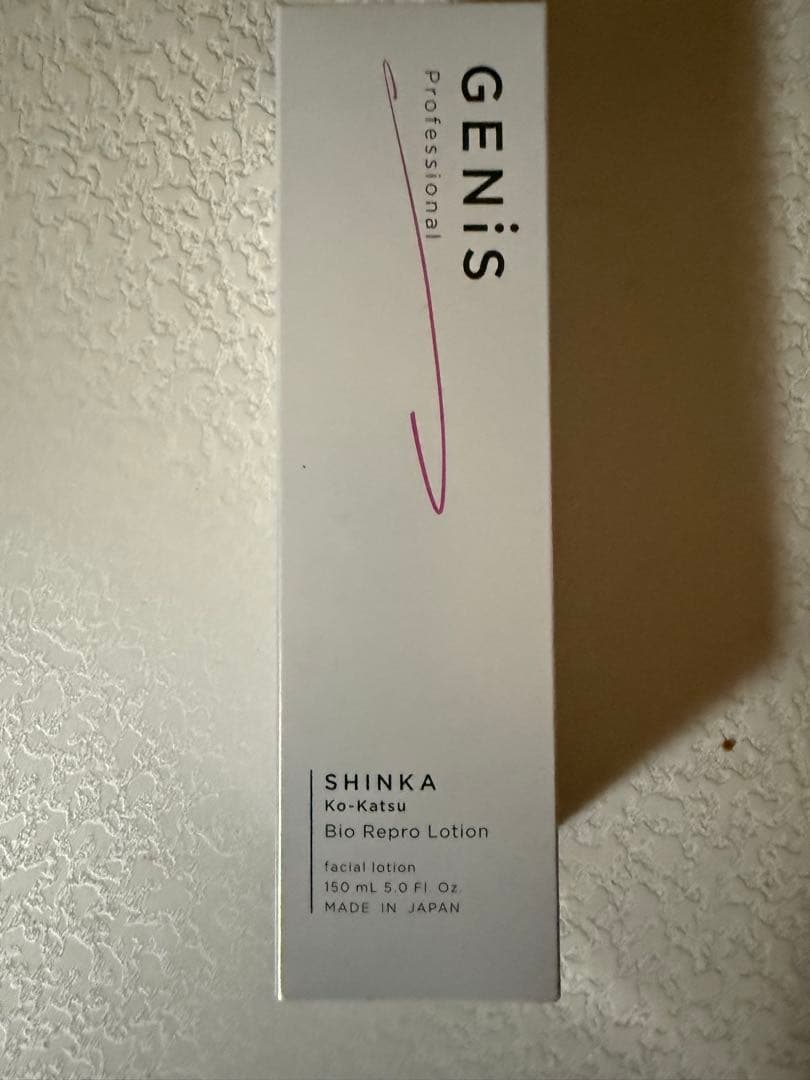 GENiS
Professional
SHINKA
Ko-Katsu
Bio Repro Lotion
facial lotion
150 mL 5.0 Fl. Oz
MADE IN JAPAN